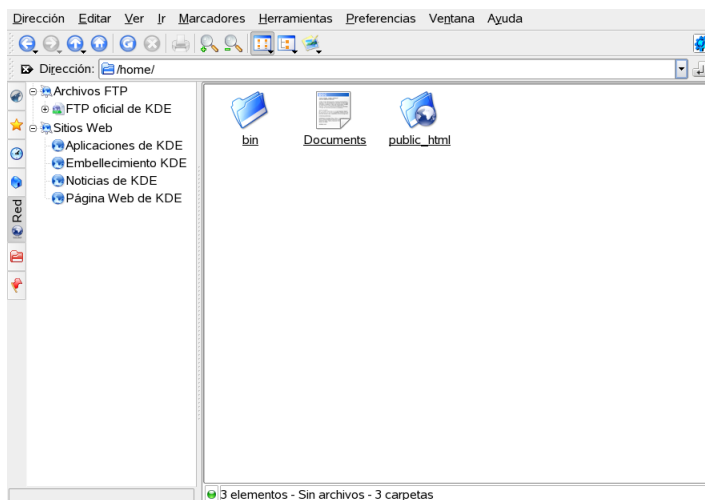 Dirección Editar Ver Ir Marcadores Herramientas Preferencias Ventana Ayuda
Dirección: /home/
Archivos FTP
FTP oficial de KDE
Sitios Web
Aplicaciones de KDE
Embellecimiento KDE
Noticias de KDE
Página Web de KDE
Red
bin Documents public_html
3 elementos - Sin archivos - 3 carpetas